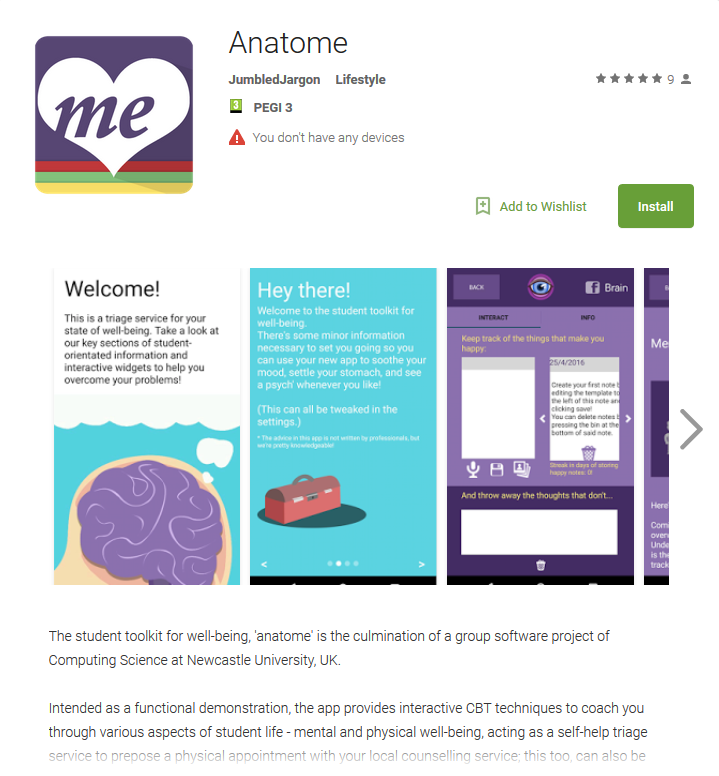 Anatome
JumbledJargon Lifestyle
9
3
PEGI 3
You don't have any devices
Add to Wishlist
Install
me
Welcome!
This is a triage service for your
state of well-being. Take a look at
our key sections of student-
orientated information and
interactive widgets to help you
overcome your problems!
Hey there!
Welcome to the student toolkit for
well-being.
There's some minor information
necessary to set you going so you
can use your new app to soothe your
mood, settle your stomach, and see
a psych' whenever you like!
(This can all be tweaked in the
settings.)
* The advice in this app is not written by professionals, but
we're pretty knowledgeable!
< >
BACK
f Brain
INTERACT INFO
Keep track of the things that make you
happy:
25/4/2016
Create your first note b
editing the template to
the left of this note and
clicking save!
You can delete notes b
pressing the bin at the
bottom of said note.
Streak in days of storing
happy notes: 0!
And throw away the thoughts that don't...
Me
Here'
Com
over
Unde
is th
track
The student toolkit for well-being, 'anatome' is the culmination of a group software project of
Computing Science at Newcastle University, UK.
Intended as a functional demonstration, the app provides interactive CBT techniques to coach you
through various aspects of student life - mental and physical well-being, acting as a self-help triage
service to prepose a physical appointment with your local counselling service; this too, can also be